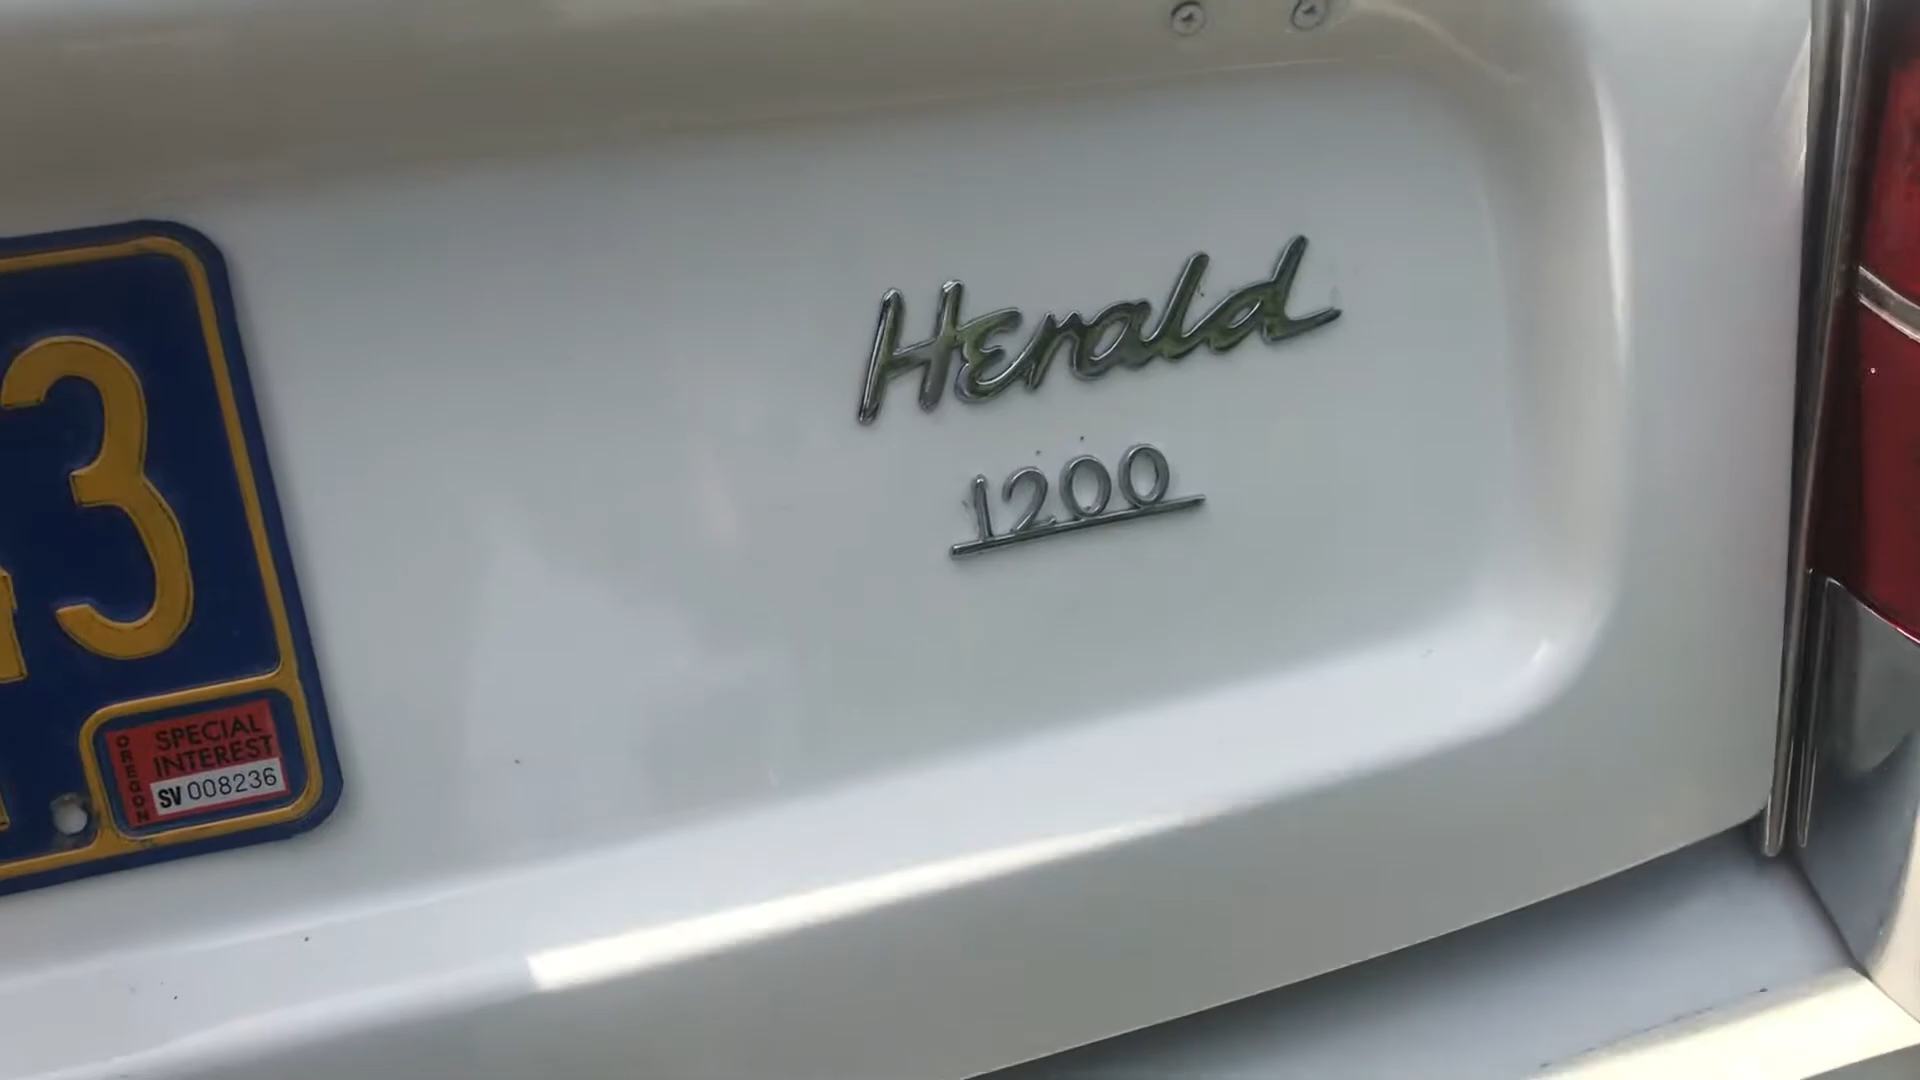 Herald
1200
3
OREGON
SPECIAL
INTEREST
SV 008236